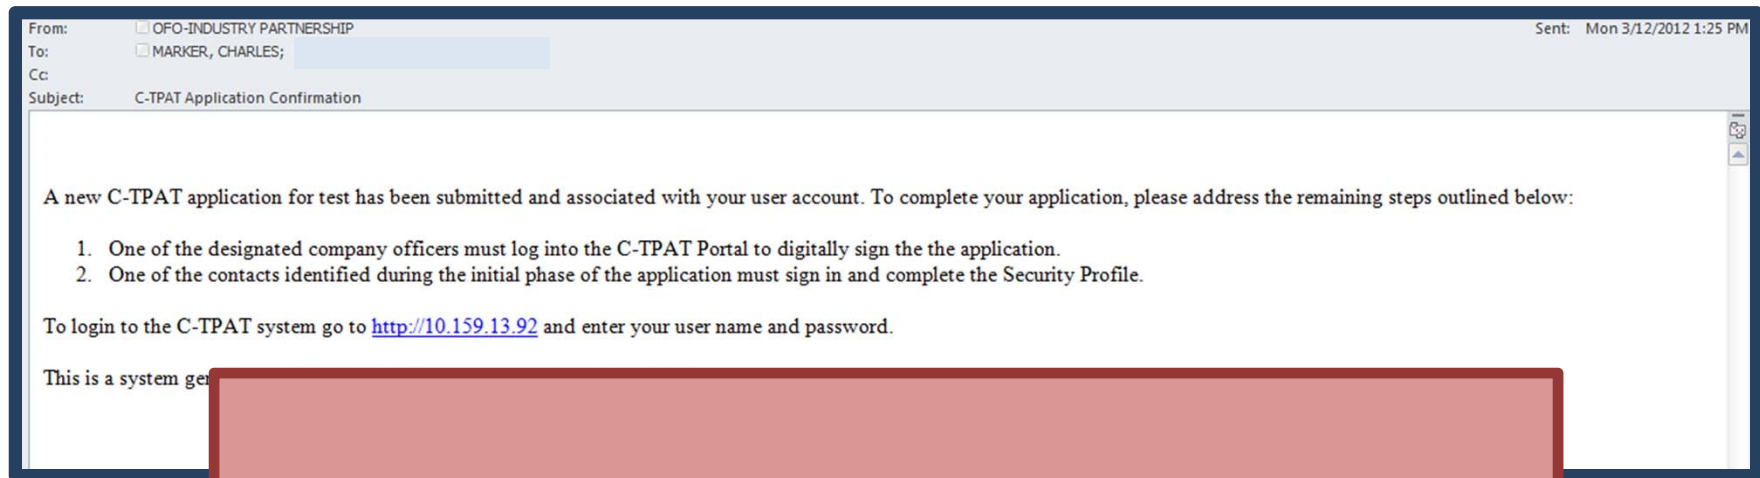 From: OFO-INDUSTRY PARTNERSHIP Sent: Mon 3/12/2012 1:25 PM
To: MARKER, CHARLES;
Cc:
Subject: C-TPAT Application Confirmation
A new C-TPAT application for test has been submitted and associated with your user account. To complete your application, please address the remaining steps outlined below:
1. One of the designated company officers must log into the C-TPAT Portal to digitally sign the the application.
2. One of the contacts identified during the initial phase of the application must sign in and complete the Security Profile.
To login to the C-TPAT system go to http://10.159.13.92 and enter your user name and password.
This is a system